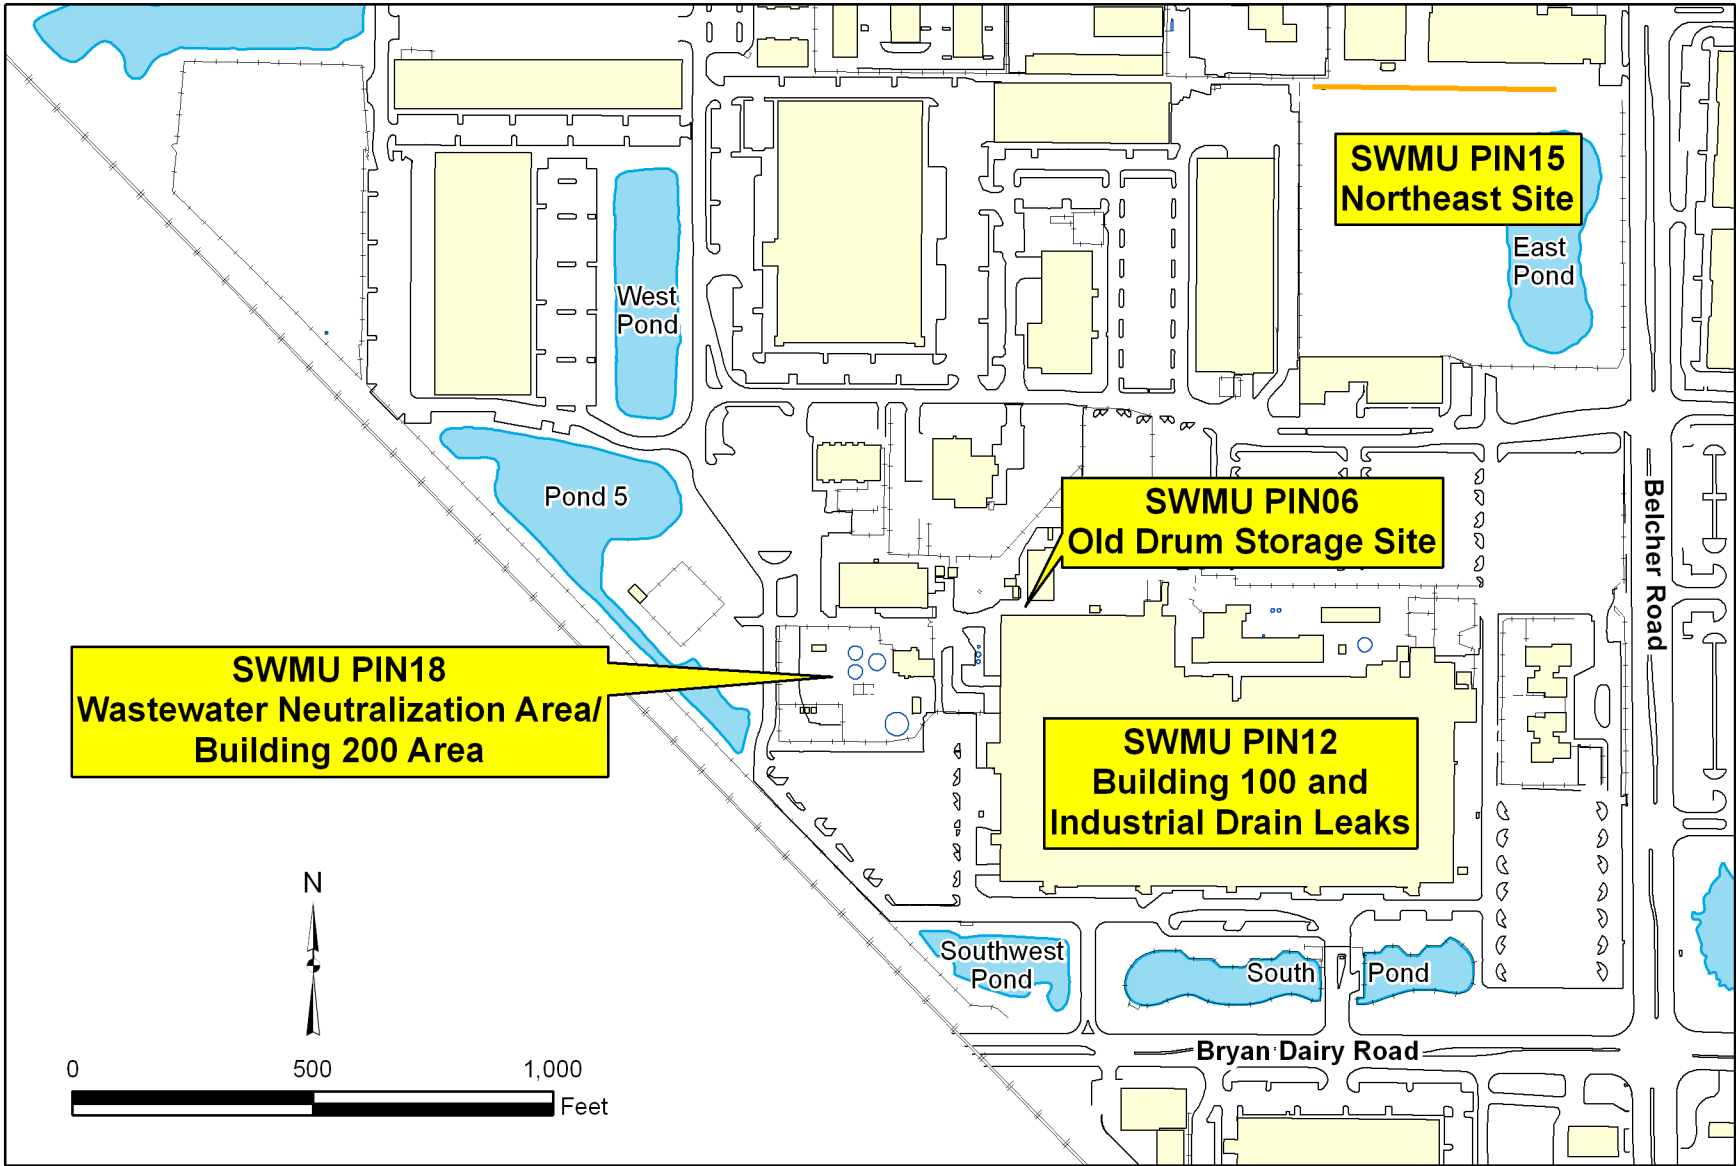 SWMU PIN15
Northeast Site
East
Pond
West
Pond
Pond 5
SWMU PIN06
Old Drum Storage Site
Belcher Road
SWMU PIN18
Wastewater Neutralization Area/
Building 200 Area
SWMU PIN12
Building 100 and
Industrial Drain Leaks
N
Southwest
Pond
South Pond
Bryan Dairy Road
0 500 1,000
Feet